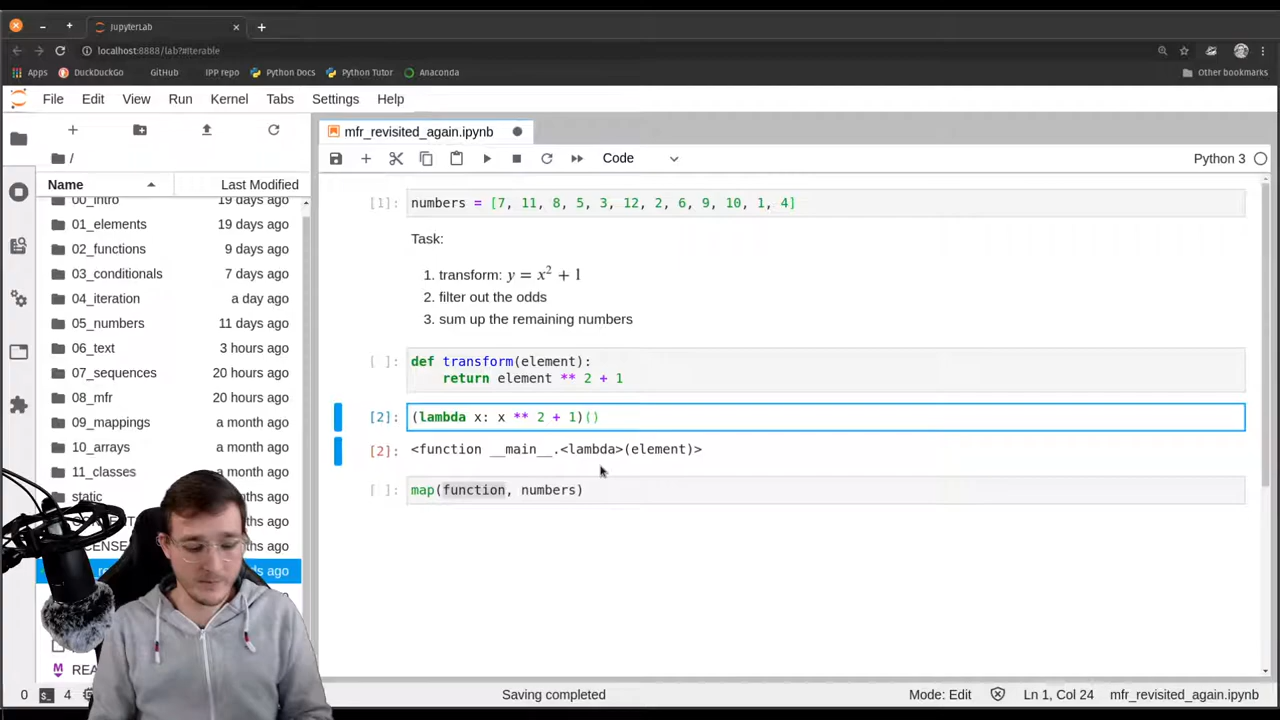 JupyterLab
localhost:8888/lab?#Iterable
Apps DuckDuckGo GitHub IPP repo Python Docs Python Tutor Anaconda Other bookmarks
File Edit View Run Kernel Tabs Settings Help
mfr_revisited_again.ipynb
/
Code Python 3
Name Last Modified
00_intro 19 days ago
01_elements 19 days ago
02_functions 9 days ago
03_conditionals 7 days ago
04_iteration a day ago
05_numbers 11 days ago
06_text 3 hours ago
07_sequences 20 hours ago
08_mfr 20 hours ago
09_mappings a month ago
10_arrays a month ago
11_classes a month ago
static
ago
REA
[1]: numbers = [7, 11, 8, 5, 3, 12, 2, 6, 9, 10, 1, 4]
Task:
1. transform: y = x² + 1
2. filter out the odds
3. sum up the remaining numbers
[ ]: def transform(element):
return element ** 2 + 1
[2]: (lambda x: x ** 2 + 1)()
[2]: <function __main__.<lambda>(element)>
[ ]: map(function, numbers)
0 4 Saving completed Mode: Edit Ln 1, Col 24 mfr_revisited_again.ipynb